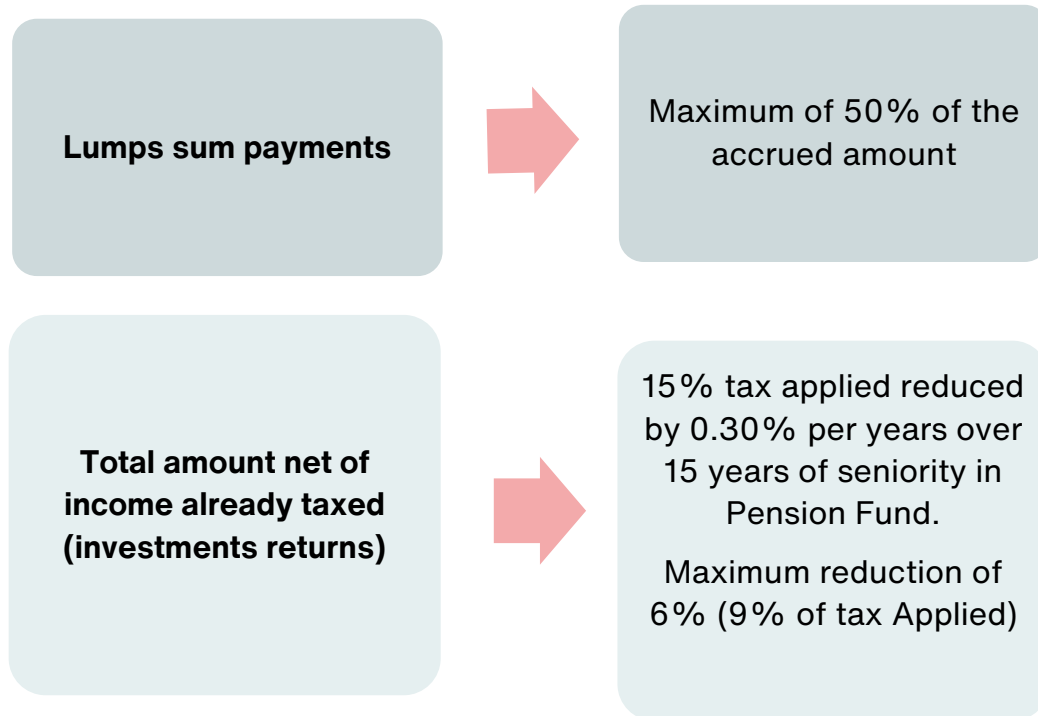 Lumps sum payments
Maximum of 50% of the
accrued amount
Total amount net of
income already taxed
(investments returns)
15% tax applied reduced
by 0.30% per years over
15 years of seniority in
Pension Fund.
Maximum reduction of
6% (9% of tax Applied)